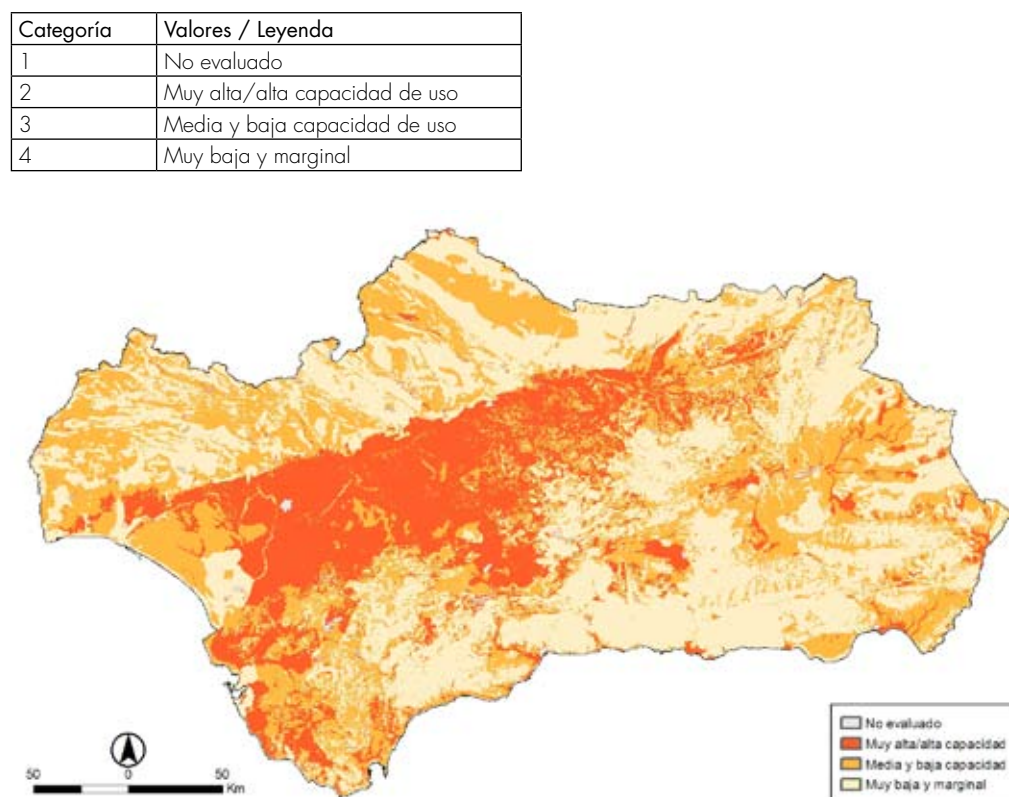 Categoría Valores / Leyenda
1 No evaluado
2 Muy alta/alta capacidad de uso
3 Media y baja capacidad de uso
4 Muy baja y marginal
50 0 50
Km
No evaluado
Muy alta/alta capacidad
Media y baja capacidad
Muy baja y marginal